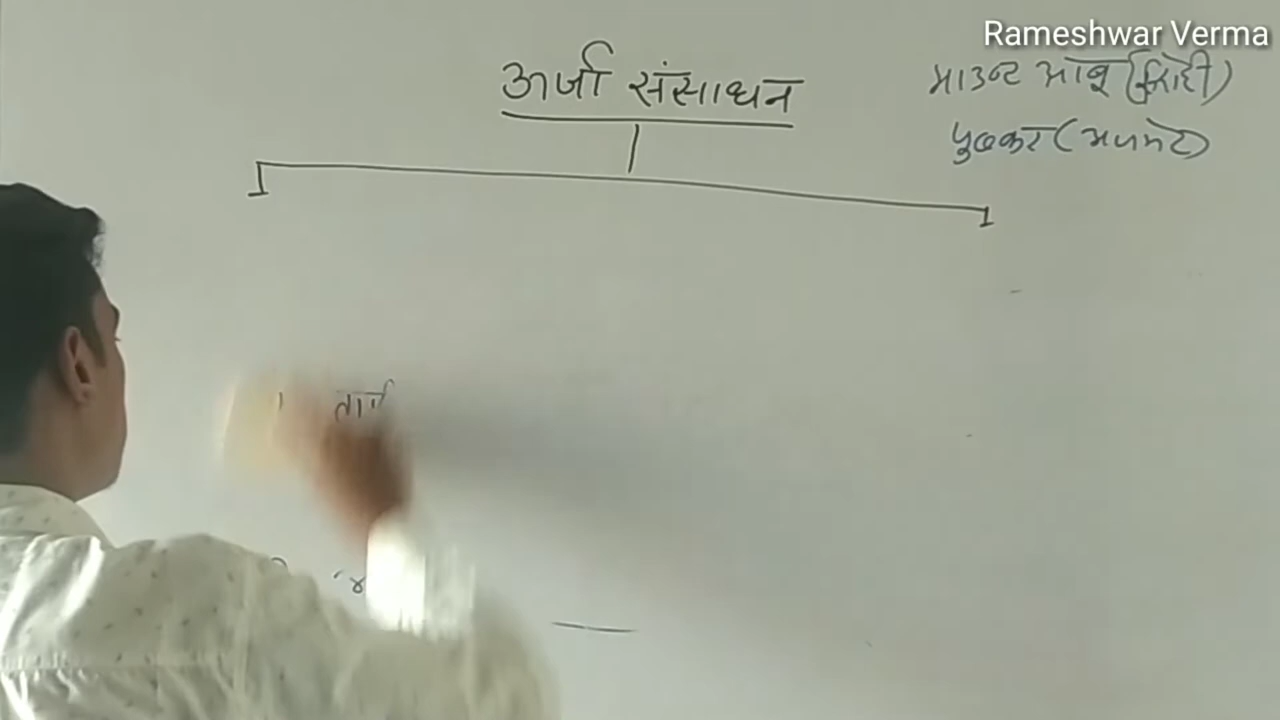 Rameshwar Verma
ऊर्जा संसाधन
माउन्ट आबू (सिरोही)
पुष्कर (अजमेर)